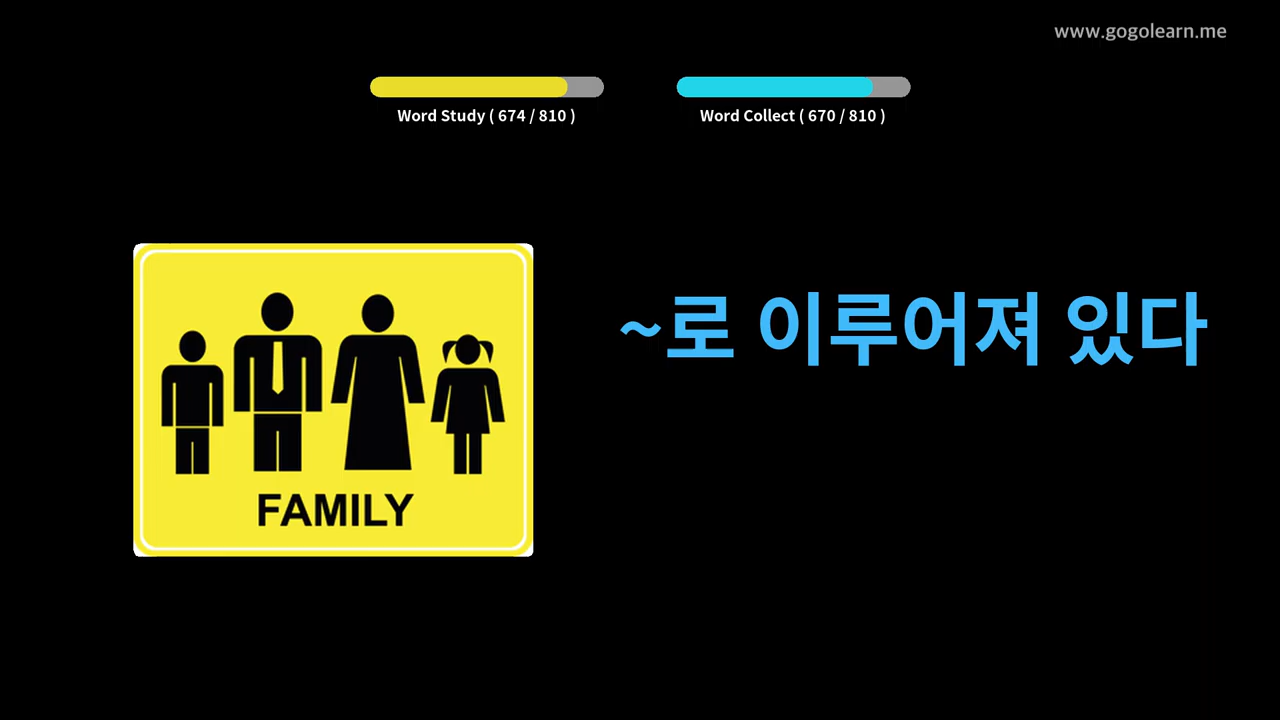 www.gogolearn.me
Word Study ( 674 / 810 )
Word Collect ( 670 / 810 )
~로 이루어져 있다
FAMILY